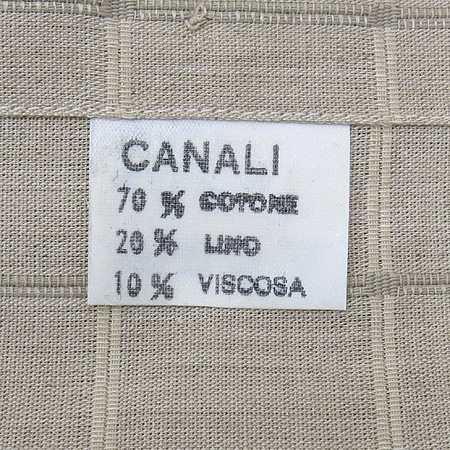 CANALI
70 % COTONE
20 % LINO
10 % VISCOSA